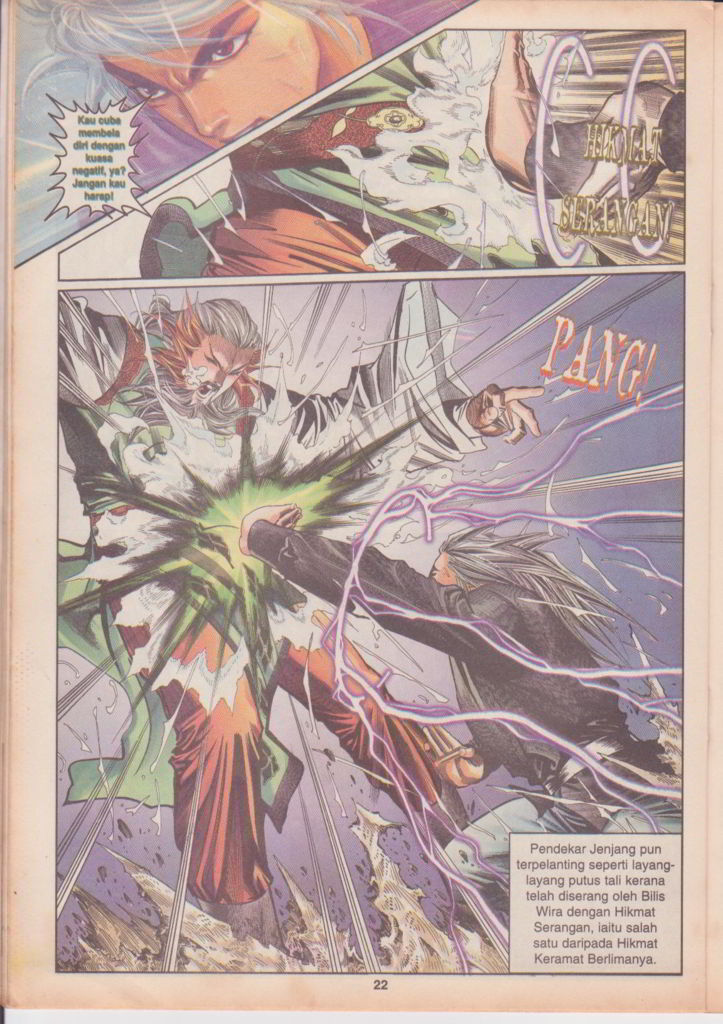 Kau cuba
membela
diri dengan
kuasa
negatif, ya?
Jangan kau
harap!
HIKMAT
SERANGAN
PANG!
Pendekar Jenjang pun
terpelanting seperti layang-
layang putus tali kerana
telah diserang oleh Bilis
Wira dengan Hikmat
Serangan, iaitu salah
satu daripada Hikmat
Keramat Berlimanya.
22